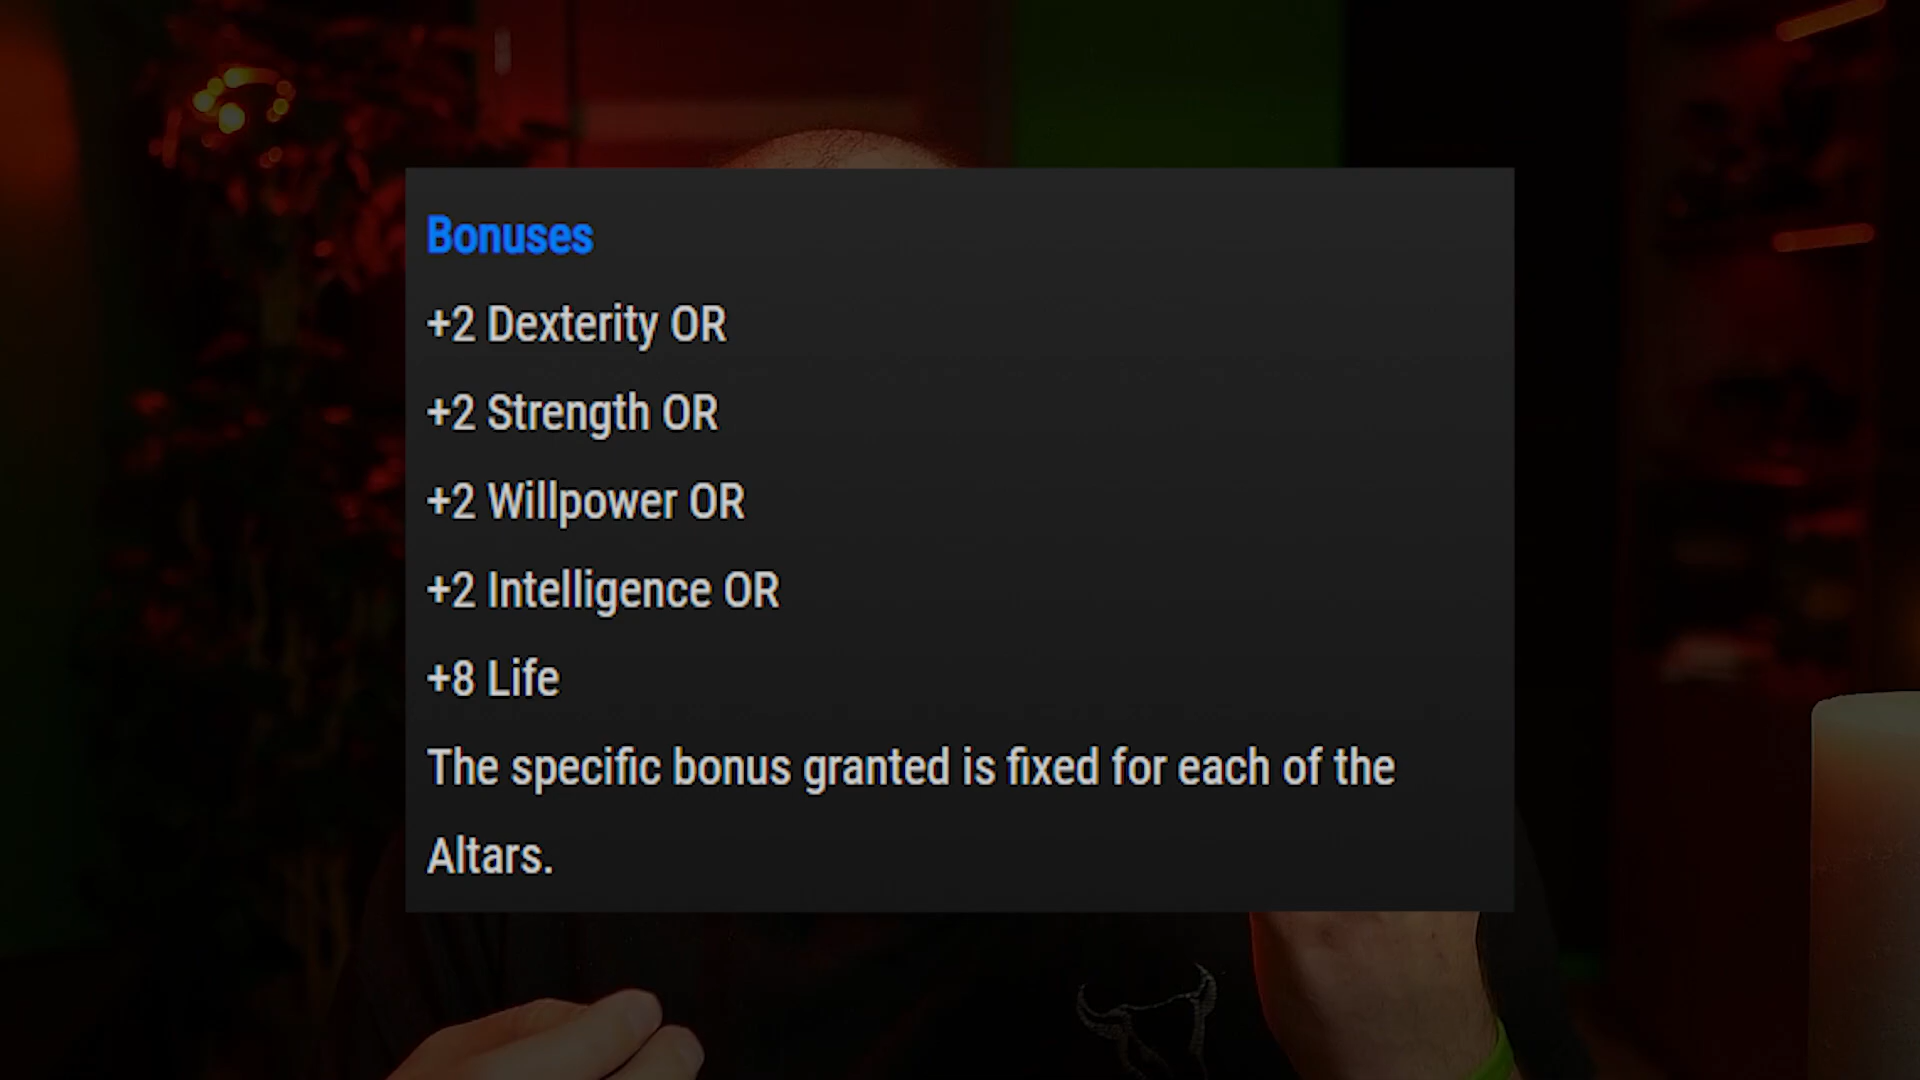 Bonuses
+2 Dexterity OR
+2 Strength OR
+2 Willpower OR
+2 Intelligence OR
+8 Life
The specific bonus granted is fixed for each of the
Altars.